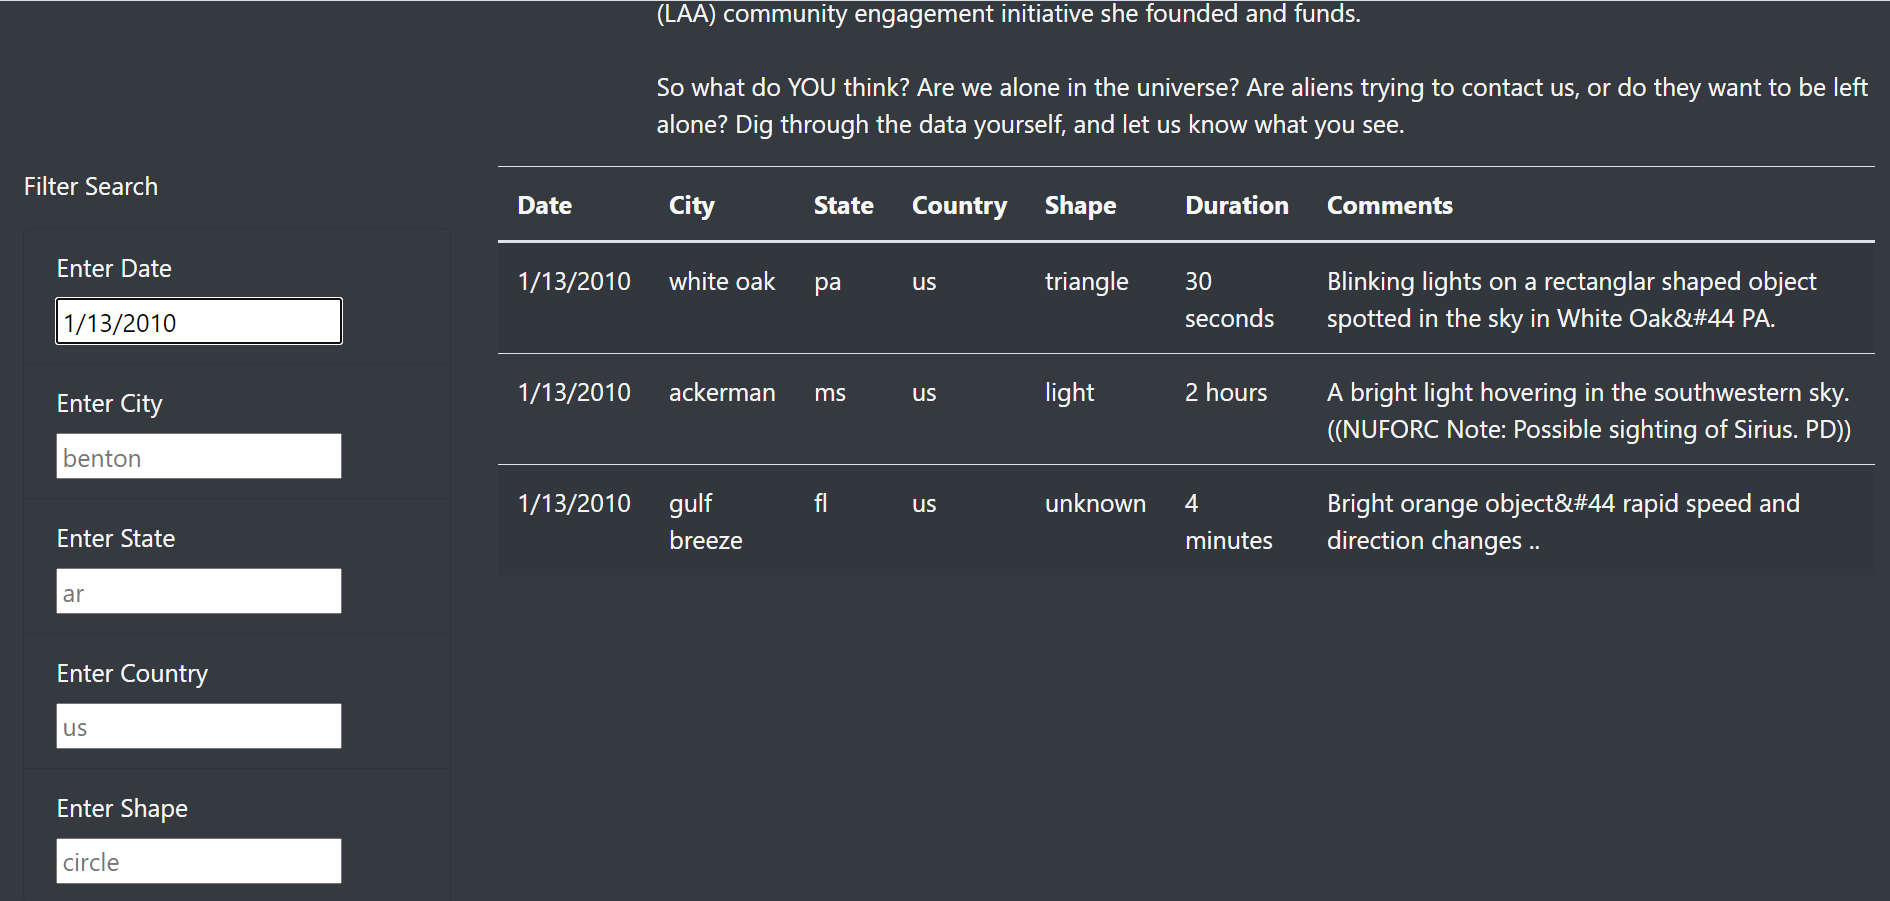 (LAA) community engagement initiative she founded and funds.
So what do YOU think? Are we alone in the universe? Are aliens trying to contact us, or do they want to be left
alone? Dig through the data yourself, and let us know what you see.
Filter Search
Enter Date
1/13/2010
Enter City
benton
Enter State
ar
Enter Country
us
Enter Shape
circle
Date City State Country Shape Duration Comments
1/13/2010 white oak pa us triangle 30 Blinking lights on a rectanglar shaped object
seconds spotted in the sky in White Oak&#44 PA.
1/13/2010 ackerman ms us light 2 hours A bright light hovering in the southwestern sky.
((NUFORC Note: Possible sighting of Sirius. PD))
1/13/2010 gulf fl us unknown 4 Bright orange object&#44 rapid speed and
breeze minutes direction changes ..